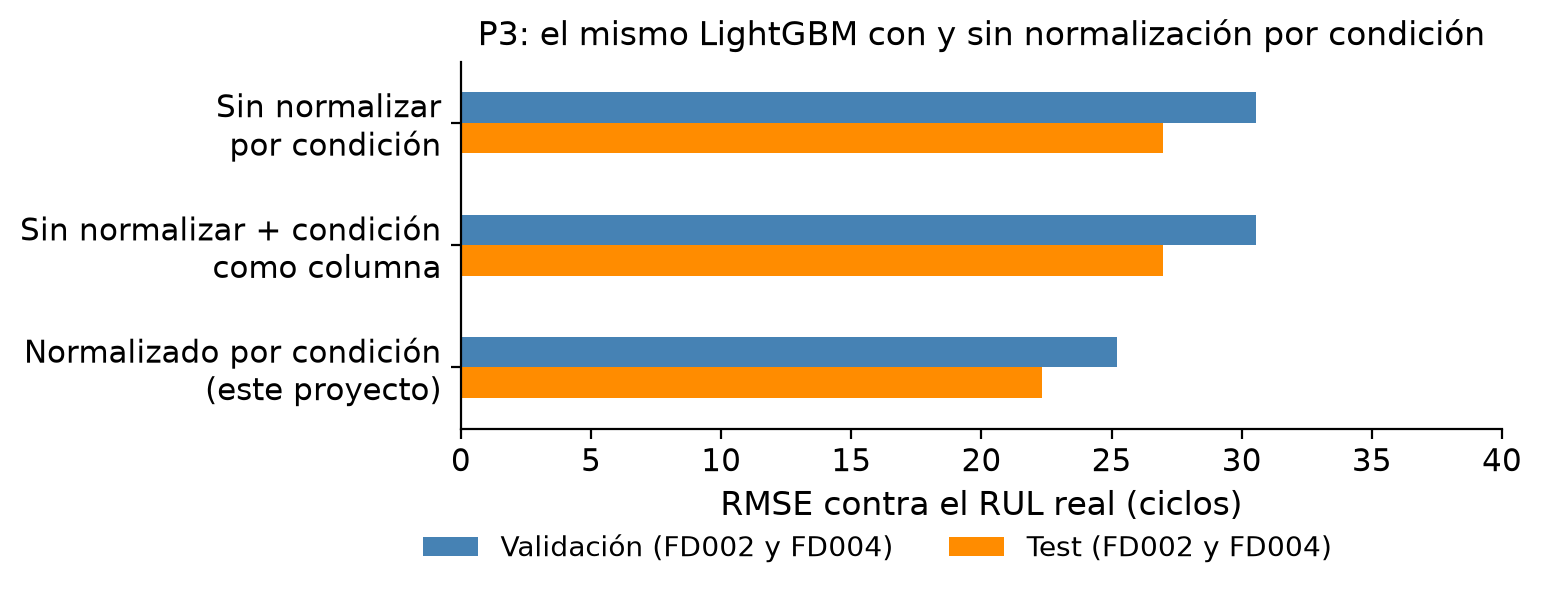 P3: el mismo LightGBM con y sin normalización por condición
Sin normalizar
por condición
Sin normalizar + condición
como columna
Normalizado por condición
(este proyecto)
0 5 10 15 20 25 30 35 40
RMSE contra el RUL real (ciclos)
Validación (FD002 y FD004) Test (FD002 y FD004)